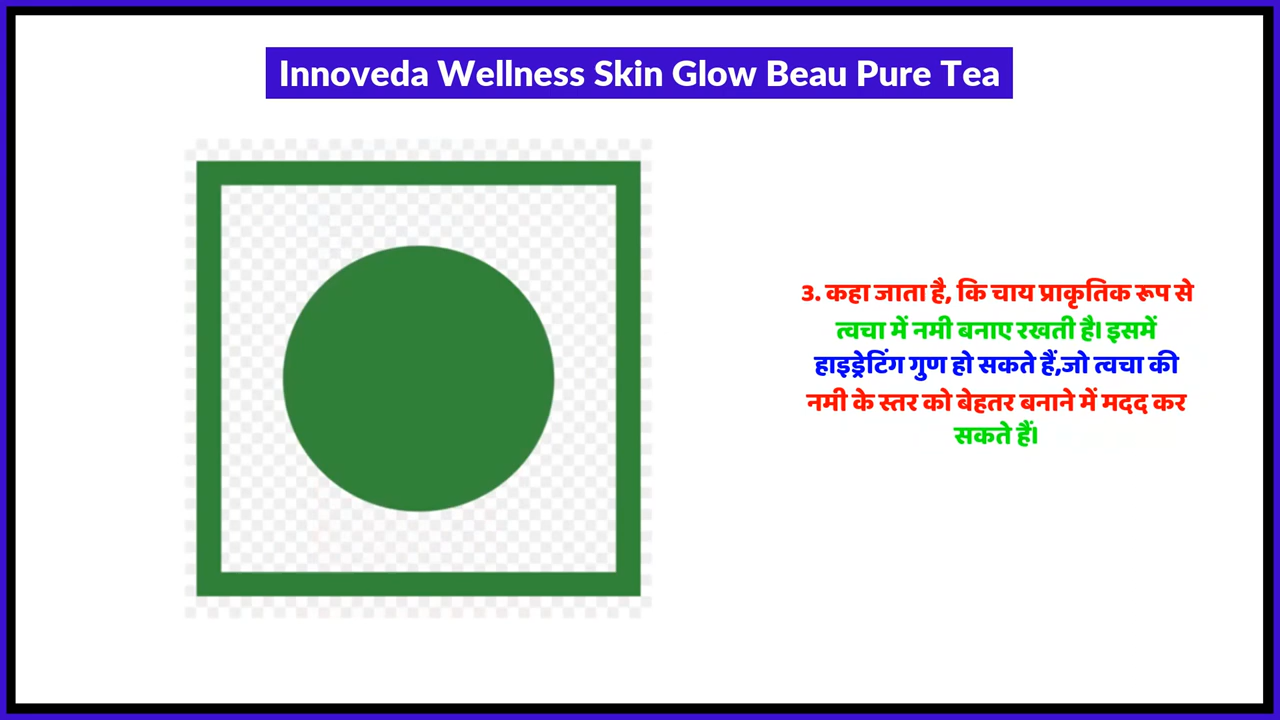 Innoveda Wellness Skin Glow Beau Pure Tea
3. कहा जाता है, कि चाय प्राकृतिक रूप से
त्वचा में नमी बनाए रखती है। इसमें
हाइड्रेटिंग गुण हो सकते हैं,जो त्वचा की
नमी के स्तर को बेहतर बनाने में मदद कर
सकते हैं।